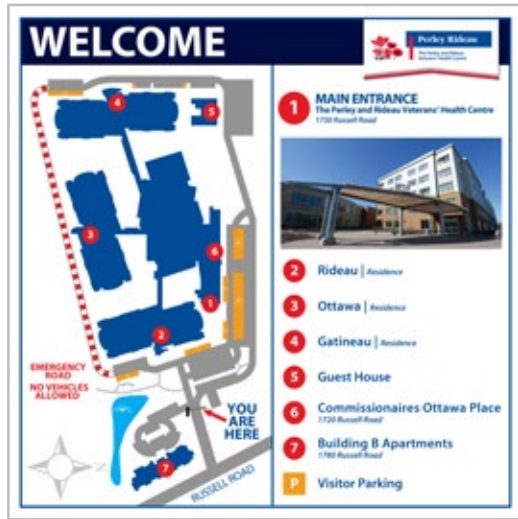 WELCOME
Perley Rideau
The Perley and Rideau
Veterans' Health Centre
4
5
3
6
1
2
EMERGENCY
ROAD
NO VEHICLES
ALLOWED
YOU
ARE
HERE
7
RUSSELL ROAD
N
1
MAIN ENTRANCE
The Perley and Rideau Veterans' Health Centre
1750 Russell Road
2 Rideau | Residence
3 Ottawa | Residence
4 Gatineau | Residence
5 Guest House
6 Commissionaires Ottawa Place
1720 Russell Road
7 Building B Apartments
1780 Russell Road
P Visitor Parking